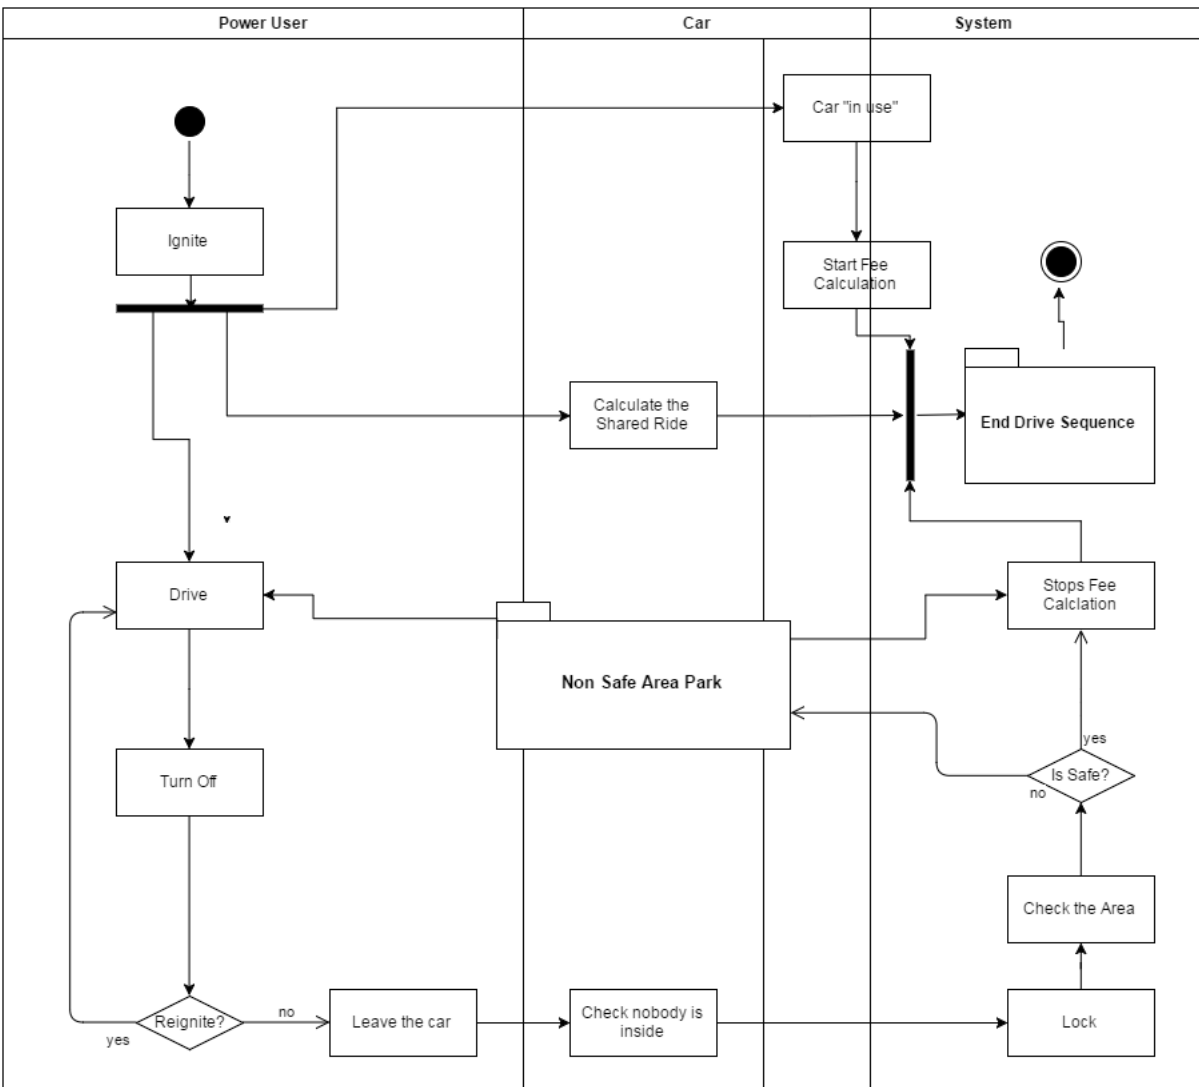 Power User
Car
System
Car "in use"
Ignite
Start Fee
Calculation
Calculate the
Shared Ride
End Drive Sequence
Drive
Stops Fee
Calclation
Non Safe Area Park
yes
Is Safe?
no
Turn Off
Check the Area
Reignite?
yes
no
Leave the car
Check nobody is
inside
Lock